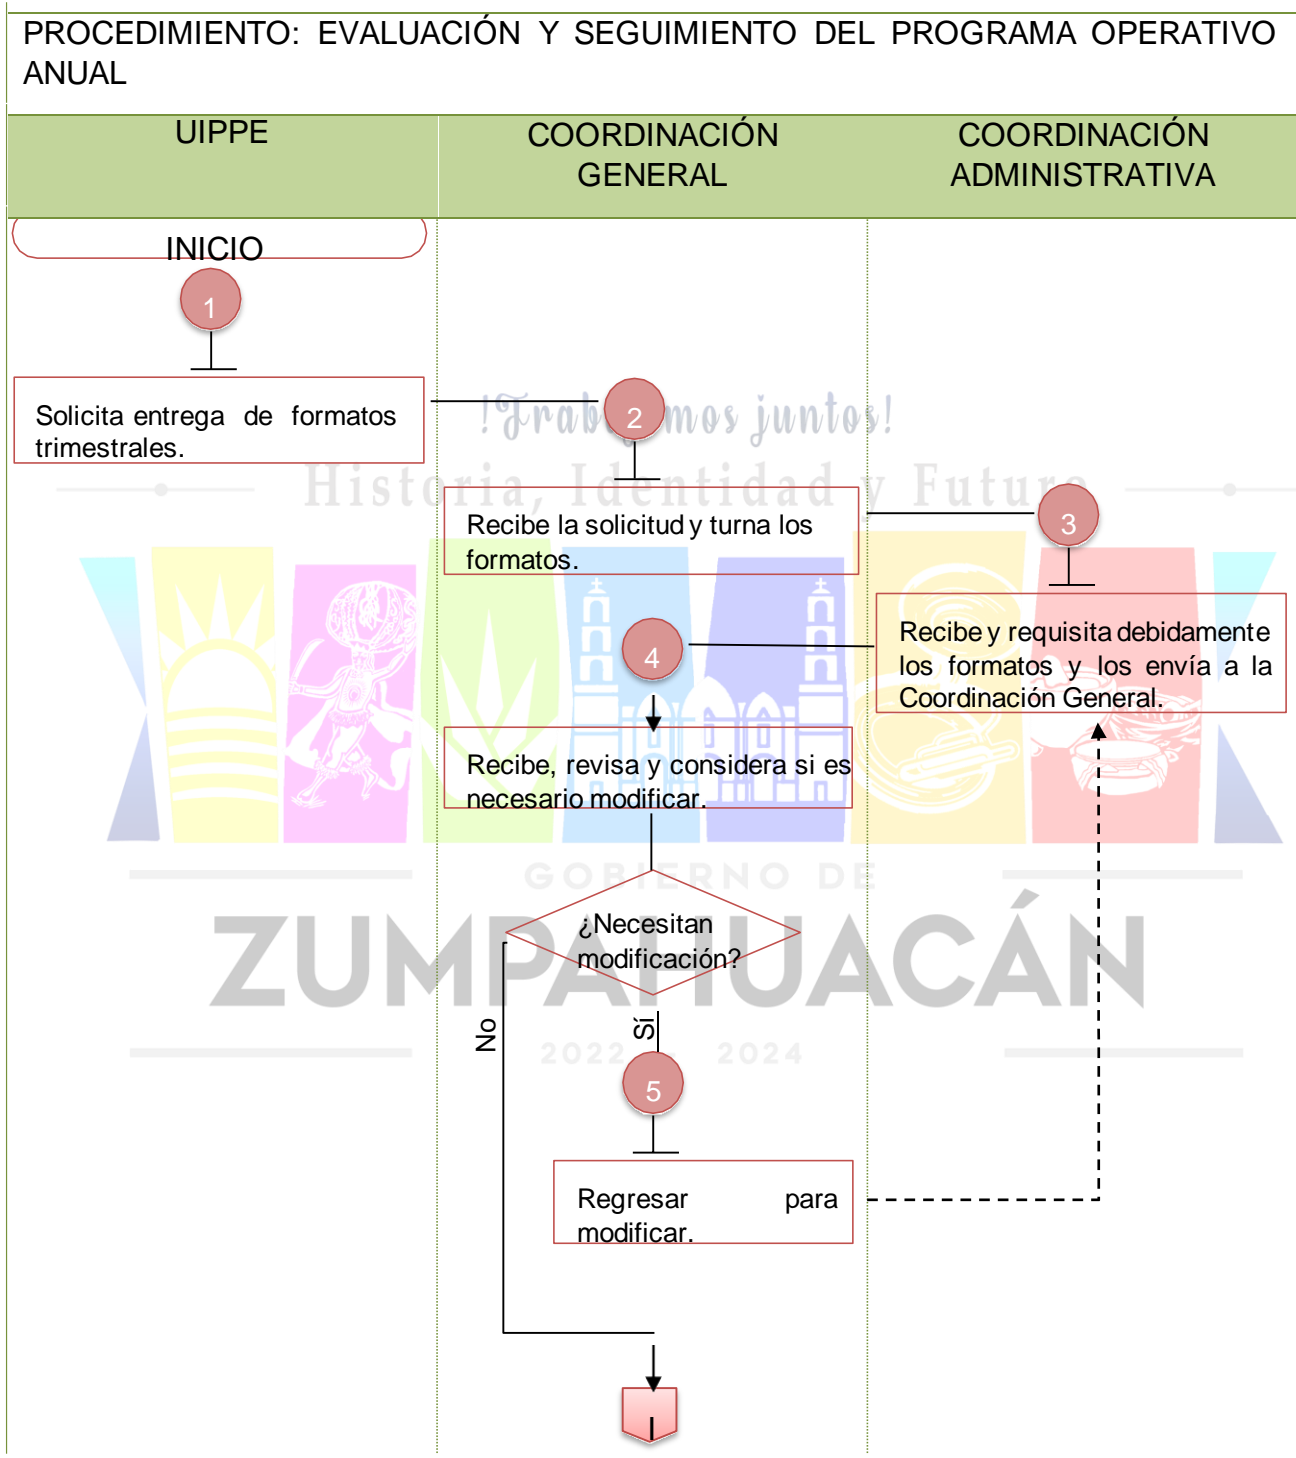 PROCEDIMIENTO: EVALUACIÓN Y SEGUIMIENTO DEL PROGRAMA OPERATIVO
ANUAL
UIPPE
COORDINACIÓN
GENERAL
COORDINACIÓN
ADMINISTRATIVA
INICIO
1
Solicita entrega de formatos
trimestrales.
2
!Trabajemos juntos!
Historia, Identidad y Futuro
Recibe la solicitud y turna los
formatos.
3
Recibe y requisita debidamente
los formatos y los envía a la
Coordinación General.
4
Recibe, revisa y considera si es
necesario modificar.
GOBIERNO DE
ZUMPAHUACÁN
2022 - 2024
¿Necesitan
modificación?
No
Sí
5
Regresar para
modificar.
I